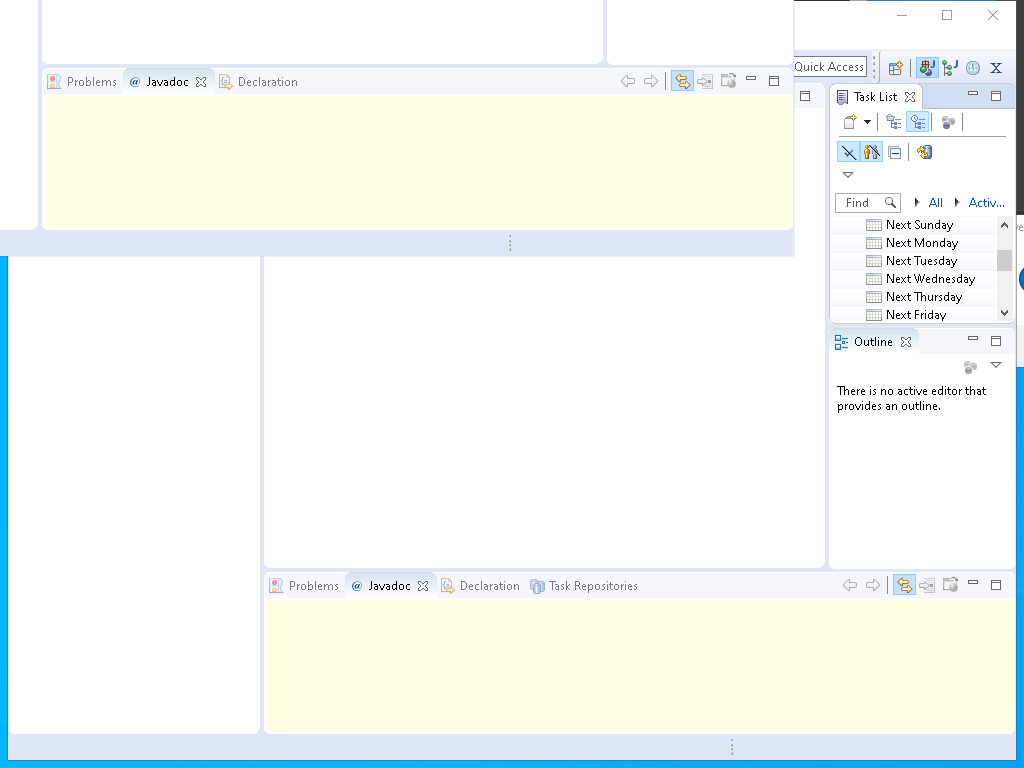 Problems @ Javadoc Declaration
Quick Access
X
Task List
Find All Activ...
Next Sunday
Next Monday
Next Tuesday
Next Wednesday
Next Thursday
Next Friday
Outline
There is no active editor that
provides an outline.
Problems @ Javadoc Declaration Task Repositories